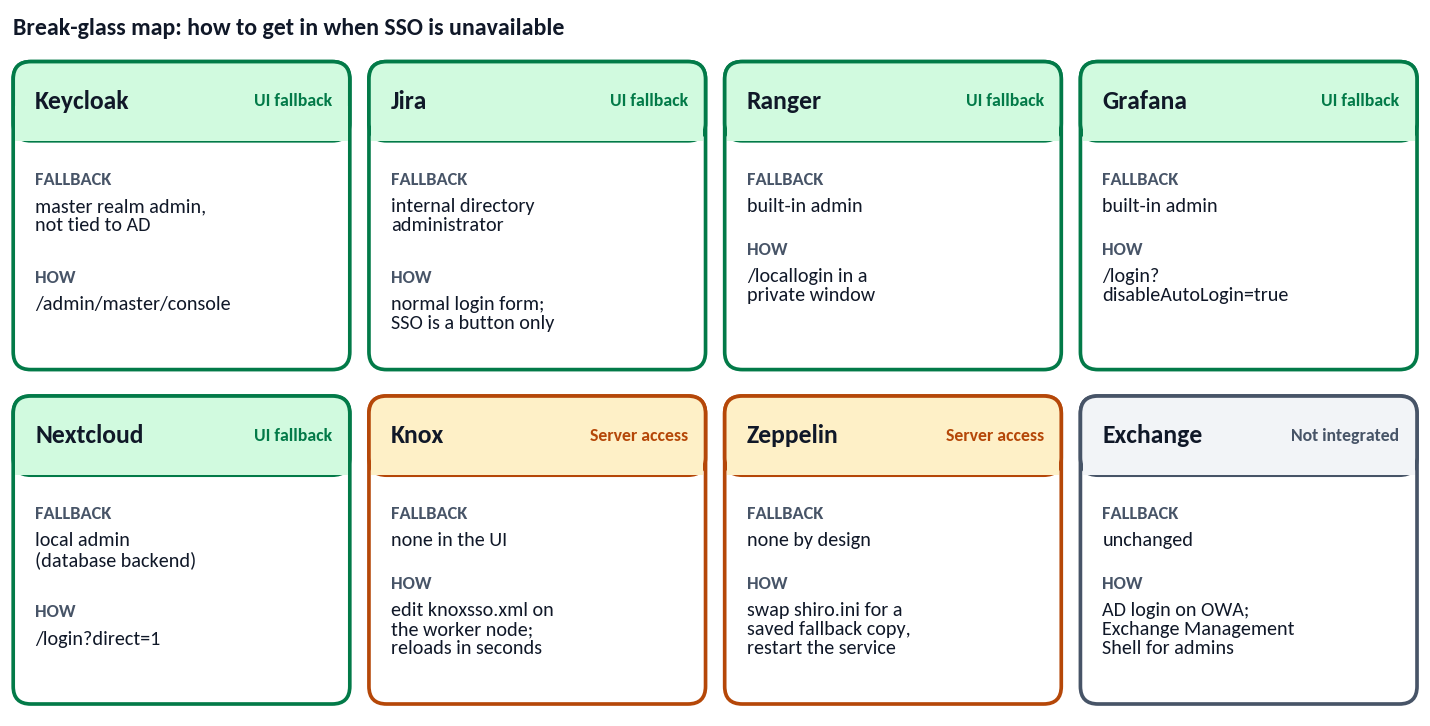 Break-glass map: how to get in when SSO is unavailable
Keycloak
UI fallback
FALLBACK
master realm admin,
not tied to AD
HOW
/admin/master/console
Jira
UI fallback
FALLBACK
internal directory
administrator
HOW
normal login form;
SSO is a button only
Ranger
UI fallback
FALLBACK
built-in admin
HOW
/locallogin in a
private window
Grafana
UI fallback
FALLBACK
built-in admin
HOW
/login?
disableAutoLogin=true
Nextcloud
UI fallback
FALLBACK
local admin
(database backend)
HOW
/login?direct=1
Knox
Server access
FALLBACK
none in the UI
HOW
edit knoxsso.xml on
the worker node;
reloads in seconds
Zeppelin
Server access
FALLBACK
none by design
HOW
swap shiro.ini for a
saved fallback copy,
restart the service
Exchange
Not integrated
FALLBACK
unchanged
HOW
AD login on OWA;
Exchange Management
Shell for admins